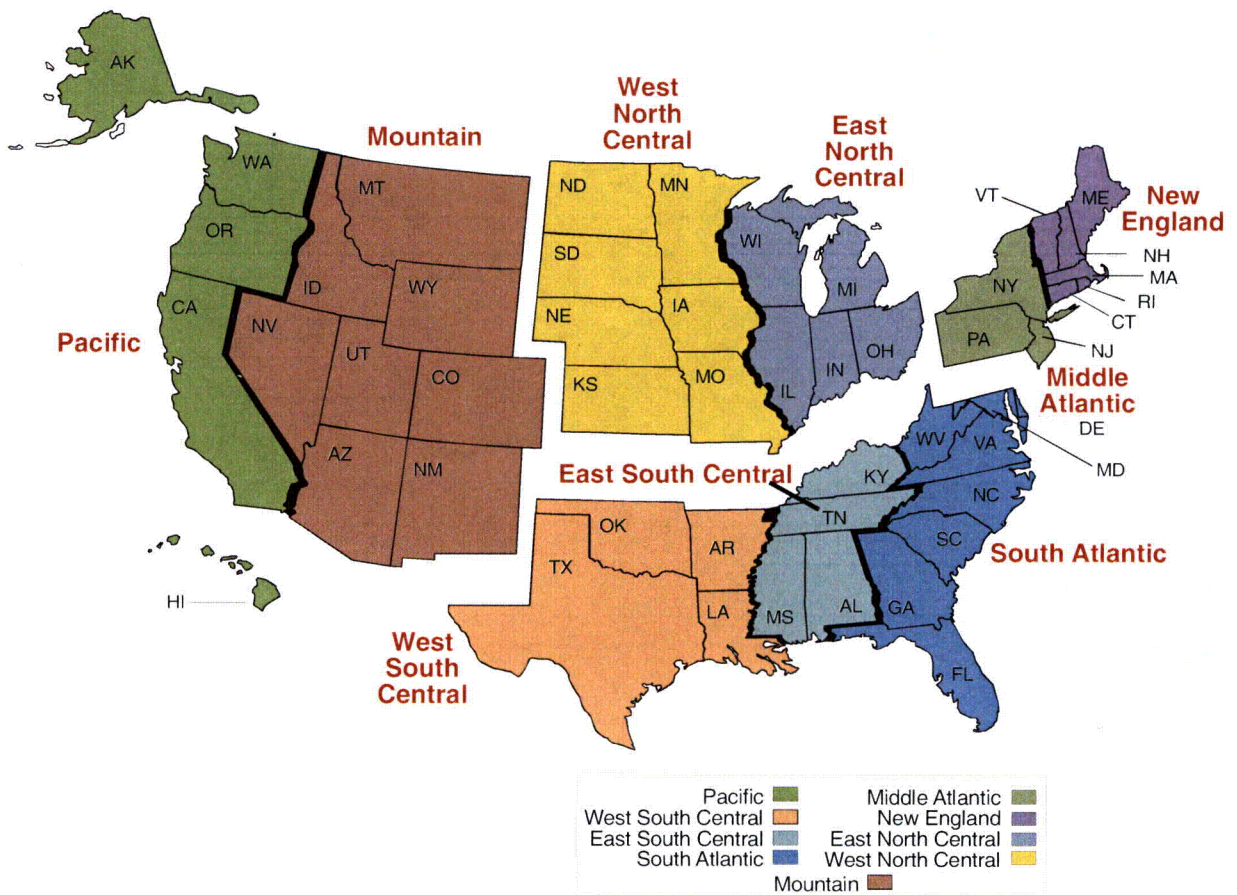 AK
West
North
Central
East
North
Central
Mountain
WA
MT
ND
MN
VT
ME
New
England
OR
WI
SD
NH
MA
ID
WY
MI
NY
RI
CA
NV
NE
IA
CT
Pacific
UT
OH
PA
NJ
CO
KS
MO
IL
IN
Middle
Atlantic
DE
WV
VA
AZ
NM
East South Central
KY
MD
NC
TN
OK
AR
SC
South Atlantic
TX
HI
LA
MS
AL
GA
West
South
Central
FL
Pacific
Middle Atlantic
West South Central
New England
East South Central
East North Central
South Atlantic
West North Central
Mountain